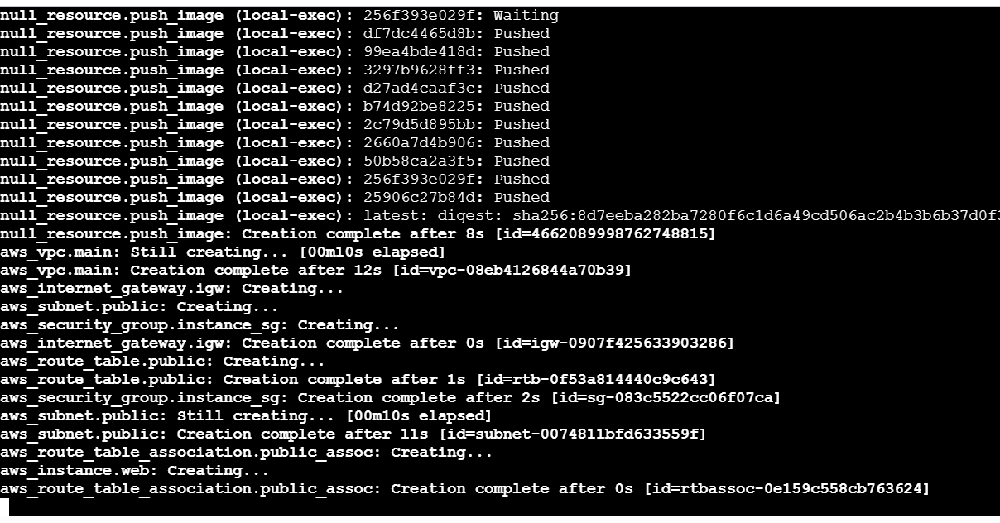 null_resource.push_image (local-exec): 256f393e029f: Waiting
null_resource.push_image (local-exec): df7dc4465d8b: Pushed
null_resource.push_image (local-exec): 99ea4bde418d: Pushed
null_resource.push_image (local-exec): 3297b9628ff3: Pushed
null_resource.push_image (local-exec): d27ad4caaf3c: Pushed
null_resource.push_image (local-exec): b74d92be8225: Pushed
null_resource.push_image (local-exec): 2c79d5d895bb: Pushed
null_resource.push_image (local-exec): 2660a7d4b906: Pushed
null_resource.push_image (local-exec): 50b58ca2a3f5: Pushed
null_resource.push_image (local-exec): 256f393e029f: Pushed
null_resource.push_image (local-exec): 25906c27b84d: Pushed
null_resource.push_image (local-exec): latest: digest: sha256:8d7eeba282ba7280f6c1d6a49cd506ac2b4b3b6b37d0f3
null_resource.push_image: Creation complete after 8s [id=4662089998762748815]
aws_vpc.main: Still creating... [00m10s elapsed]
aws_vpc.main: Creation complete after 12s [id=vpc-08eb4126844a70b39]
aws_internet_gateway.igw: Creating...
aws_subnet.public: Creating...
aws_security_group.instance_sg: Creating...
aws_internet_gateway.igw: Creation complete after 0s [id=igw-0907f425633903286]
aws_route_table.public: Creating...
aws_route_table.public: Creation complete after 1s [id=rtb-0f53a814440c9c643]
aws_security_group.instance_sg: Creation complete after 2s [id=sg-083c5522cc06f07ca]
aws_subnet.public: Still creating... [00m10s elapsed]
aws_subnet.public: Creation complete after 11s [id=subnet-0074811bfd633559f]
aws_route_table_association.public_assoc: Creating...
aws_instance.web: Creating...
aws_route_table_association.public_assoc: Creation complete after 0s [id=rtbassoc-0e159c558cb763624]